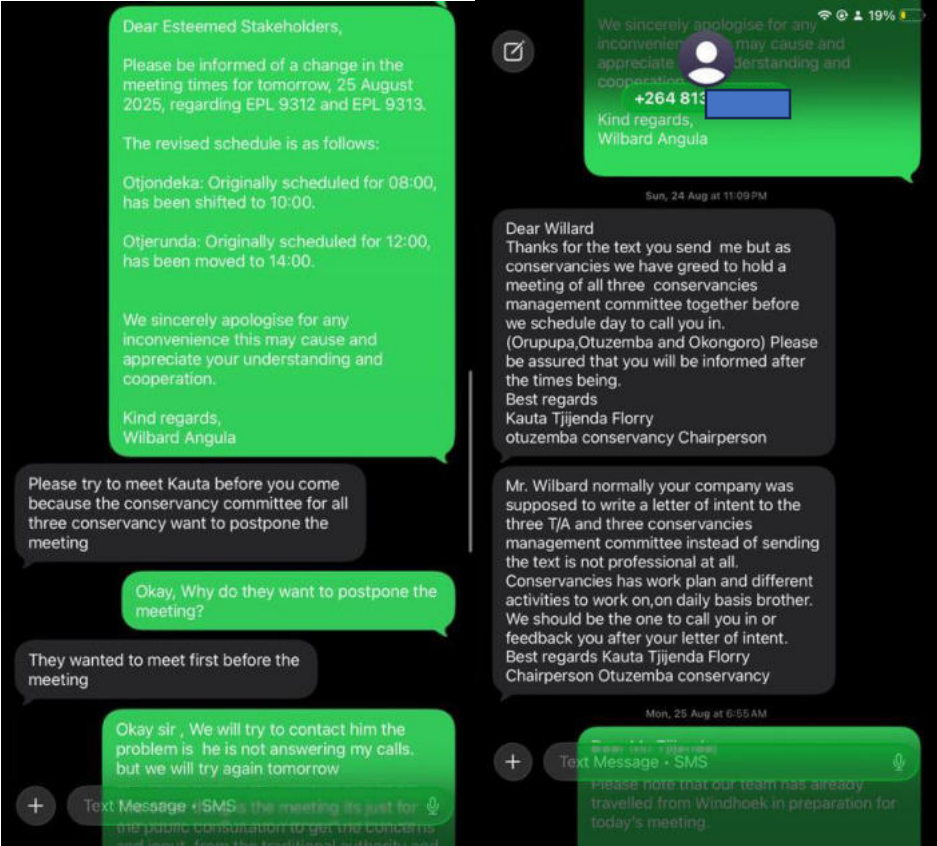 Dear Esteemed Stakeholders,
Please be informed of a change in the
meeting times for tomorrow, 25 August
2025, regarding EPL 9312 and EPL 9313.
The revised schedule is as follows:
Otjondeka: Originally scheduled for 08:00,
has been shifted to 10:00.
Otjerunda: Originally scheduled for 12:00,
has been moved to 14:00.
We sincerely apologise for any
inconvenience this may cause and
appreciate your understanding and
cooperation.
Kind regards,
Wilbard Angula
Please try to meet Kauta before you come
because the conservancy committee for all
three conservancy want to postpone the
meeting
Okay, Why do they want to postpone the
meeting?
They wanted to meet first before the
meeting
Okay sir , We will try to contact him the
problem is he is not answering my calls.
but we will try again tomorrow
Text Message • SMS
is the meeting its just for
the public consultation to get the concerns
19%
We sincerely apologise for any
may cause and
appreciate
and
cooperation
+264 813
Kind regards,
Wilbard Angula
Sun, 24 Aug at 11:09 PM
Dear Willard
Thanks for the text you send me but as
conservancies we have greed to hold a
meeting of all three conservancies
management committee together before
we schedule day to call you in.
(Orupupa,Otuzemba and Okongoro) Please
be assured that you will be informed after
the times being.
Best regards
Kauta Tjijenda Florry
otuzemba conservancy Chairperson
Mr. Wilbard normally your company was
supposed to write a letter of intent to the
three T/A and three conservancies
management committee instead of sending
the text is not professional at all.
Conservancies has work plan and different
activities to work on,on daily basis brother.
We should be the one to call you in or
feedback you after your letter of intent.
Best regards Kauta Tjijenda Florry
Chairperson Otuzemba conservancy
Mon, 25 Aug at 6:55 AM
Text Message • SMS
Please note that our team has already
travelled from Windhoek in preparation for
today's meeting.